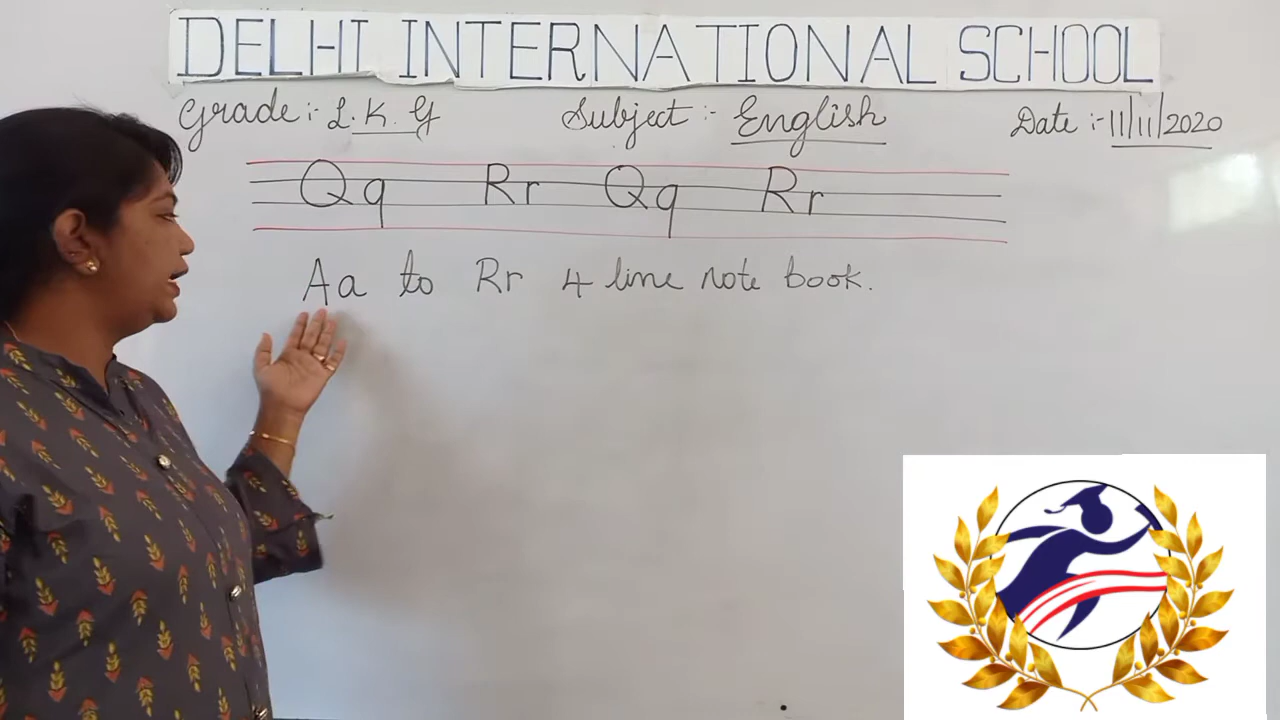 DELHI INTERNATIONAL SCHOOL
Grade :- L.K.G Subject :- English Date :- 11/11/2020
Qq Rr Qq Rr
Aa to Rr 4 line note book.